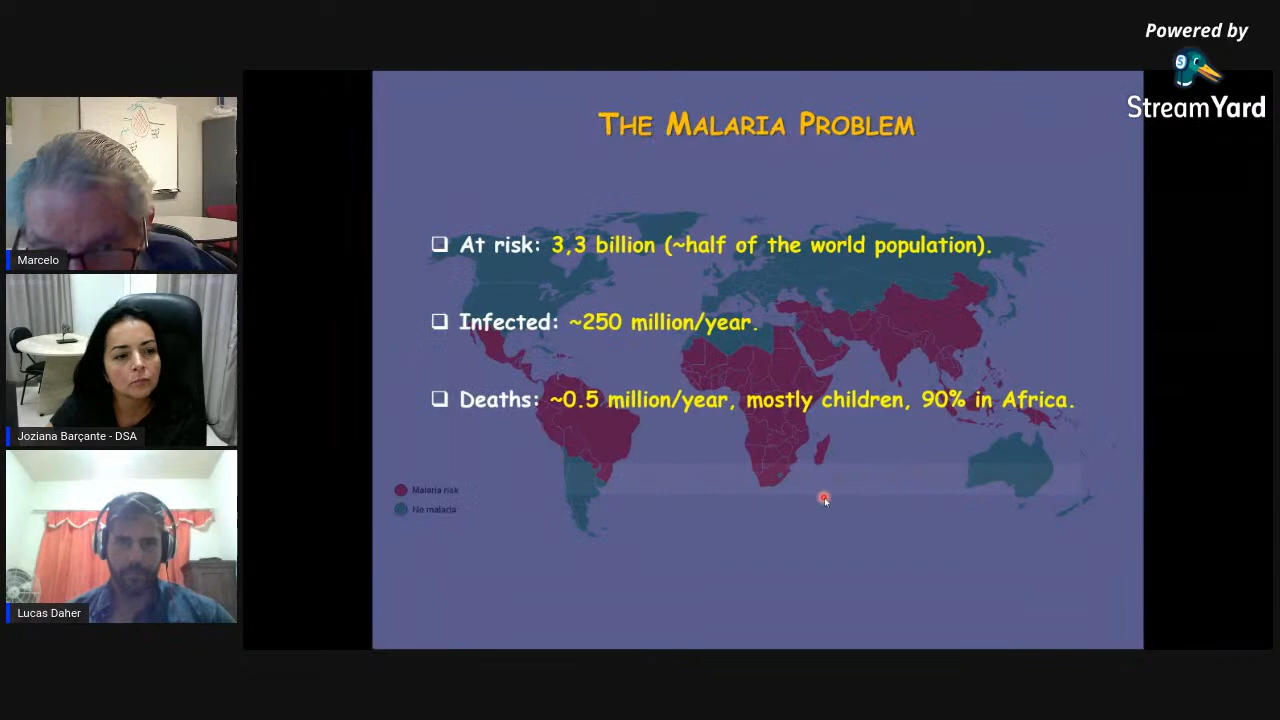 Powered by
StreamYard
THE MALARIA PROBLEM
❑ At risk: 3,3 billion (~half of the world population).
❑ Infected: ~250 million/year.
❑ Deaths: ~0.5 million/year, mostly children, 90% in Africa.
Malaria risk
No malaria
Marcelo
Joziana Barçante - DSA
Lucas Daher